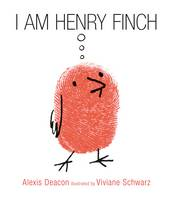 I AM HENRY FINCH
Alexis Deacon illustrated by Viviane Schwarz